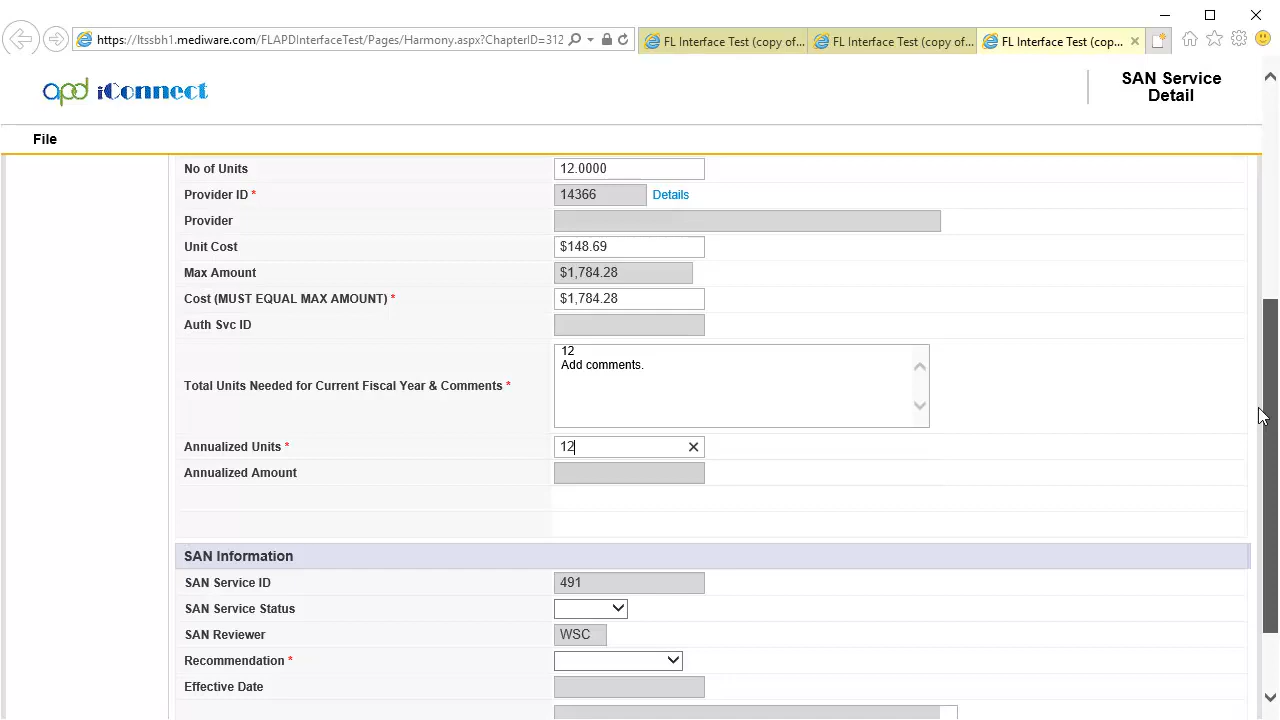 https://ltssbh1.mediware.com/FLAPDInterfaceTest/Pages/Harmony.aspx?ChapterID=312
FL Interface Test (copy of...
FL Interface Test (copy of...
FL Interface Test (cop...
apd iConnect
SAN Service
Detail
File
No of Units
12.0000
Provider ID *
14366
Details
Provider
Unit Cost
$148.69
Max Amount
$1,784.28
Cost (MUST EQUAL MAX AMOUNT) *
$1,784.28
Auth Svc ID
Total Units Needed for Current Fiscal Year & Comments *
12
Add comments.
Annualized Units *
12
Annualized Amount
SAN Information
SAN Service ID
491
SAN Service Status
SAN Reviewer
WSC
Recommendation *
Effective Date